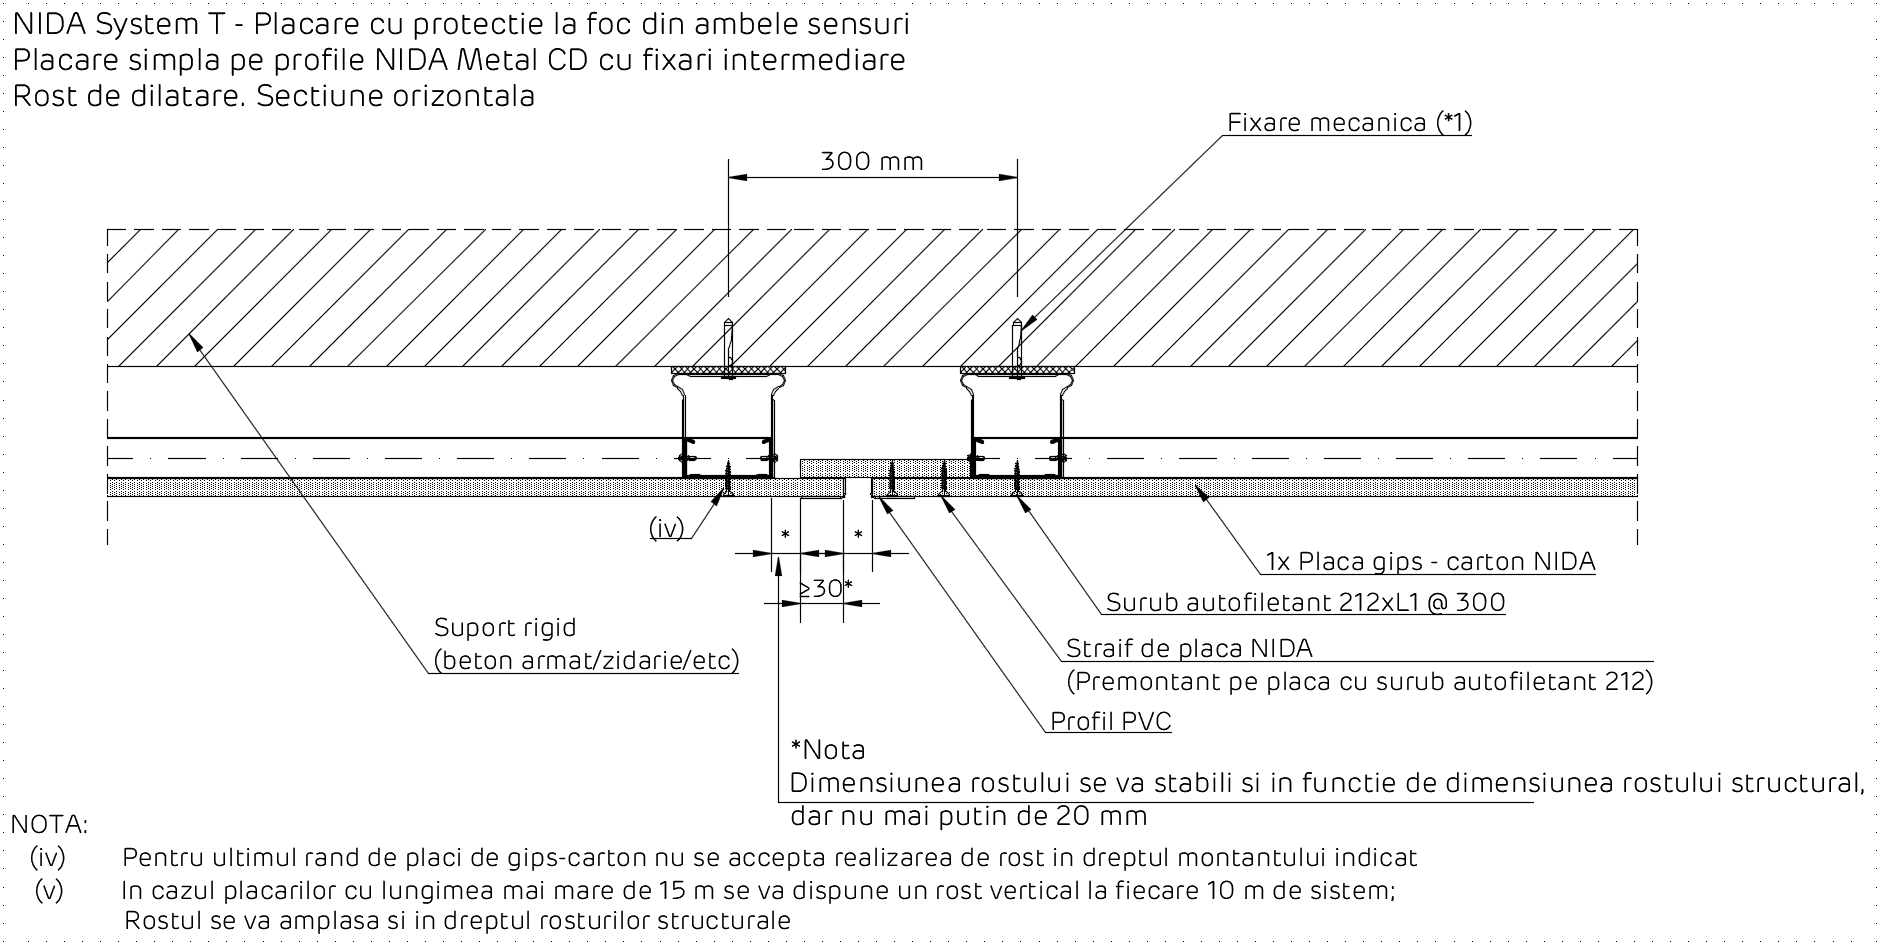 NIDA System T - Placare cu protectie la foc din ambele sensuri
Placare simpla pe profile NIDA Metal CD cu fixari intermediare
Rost de dilatare. Sectiune orizontala
Fixare mecanica (*1)
300 mm
(iv)
*
*
≥30*
1x Placa gips - carton NIDA
Surub autofiletant 212xL1 @ 300
Suport rigid
(beton armat/zidarie/etc)
Straif de placa NIDA
(Premontant pe placa cu surub autofiletant 212)
Profil PVC
*Nota
Dimensiunea rostului se va stabili si in functie de dimensiunea rostului structural,
dar nu mai putin de 20 mm
NOTA:
(iv) Pentru ultimul rand de placi de gips-carton nu se accepta realizarea de rost in dreptul montantului indicat
(v) In cazul placarilor cu lungimea mai mare de 15 m se va dispune un rost vertical la fiecare 10 m de sistem;
Rostul se va amplasa si in dreptul rosturilor structurale